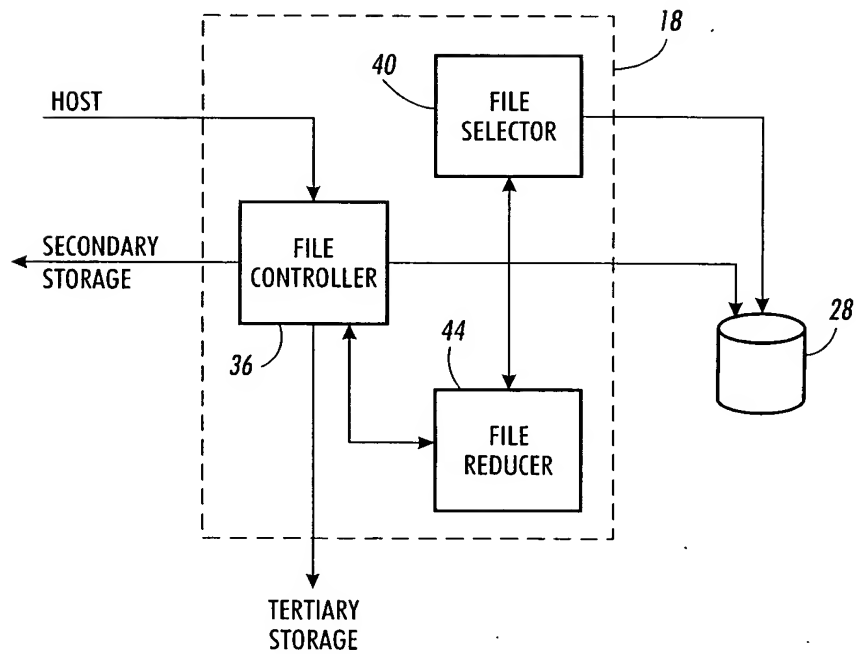 18
40
FILE
SELECTOR
HOST
SECONDARY
STORAGE
FILE
CONTROLLER
36
44
FILE
REDUCER
28
TERTIARY
STORAGE